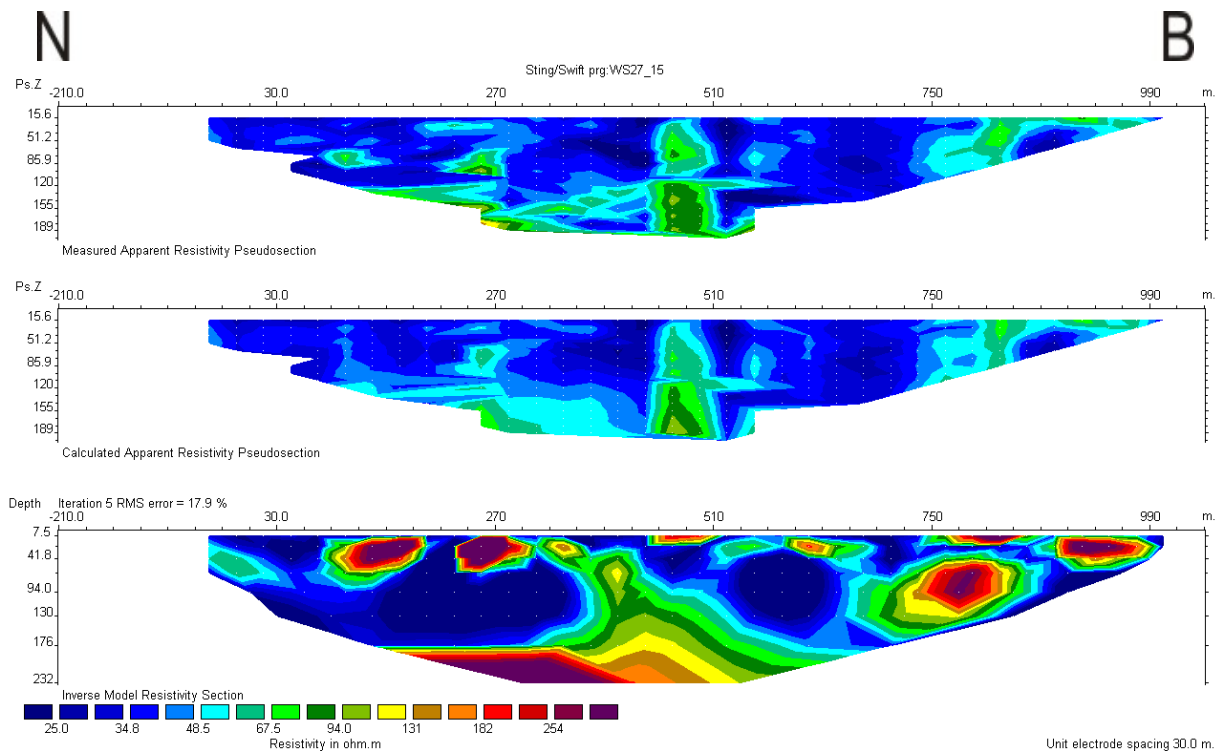 N B
Sting/Swift prg:WS27_15
Ps.Z -210.0 30.0 270 510 750 990 m.
15.6
51.2
85.9
120.
155
189.
Measured Apparent Resistivity Pseudosection
Ps.Z -210.0 30.0 270 510 750 990 m.
15.6
51.2
85.9
120.
155
189.
Calculated Apparent Resistivity Pseudosection
Depth Iteration 5 RMS error = 17.9 %
-210.0 30.0 270 510 750 990 m.
7.5
41.8
94.0
130.
176.
232.
Inverse Model Resistivity Section
25.0 34.8 48.5 67.5 94.0 131 182 254
Resistivity in ohm.m
Unit electrode spacing 30.0 m.